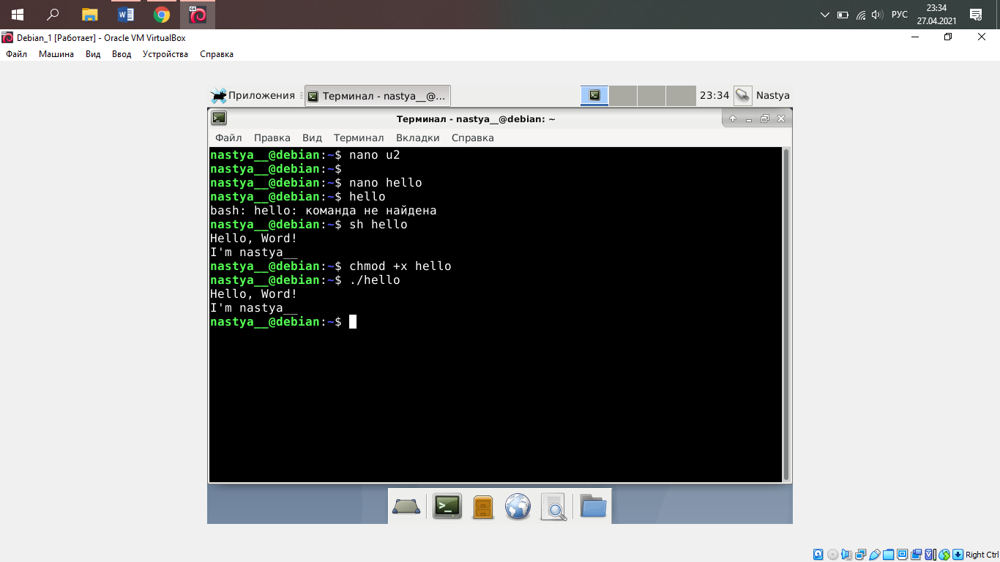 РУС
23:34
27.04.2021
Debian_1 [Работает] - Oracle VM VirtualBox
Файл Машина Вид Ввод Устройства Справка
Приложения Терминал - nastya__@... 23:34 Nastya
Терминал - nastya__@debian: ~
Файл Правка Вид Терминал Вкладки Справка
nastya__@debian:~$ nano u2
nastya__@debian:~$
nastya__@debian:~$ nano hello
nastya__@debian:~$ hello
bash: hello: команда не найдена
nastya__@debian:~$ sh hello
Hello, Word!
I'm nastya__
nastya__@debian:~$ chmod +x hello
nastya__@debian:~$ ./hello
Hello, Word!
I'm nastya__
nastya__@debian:~$
Right Ctrl